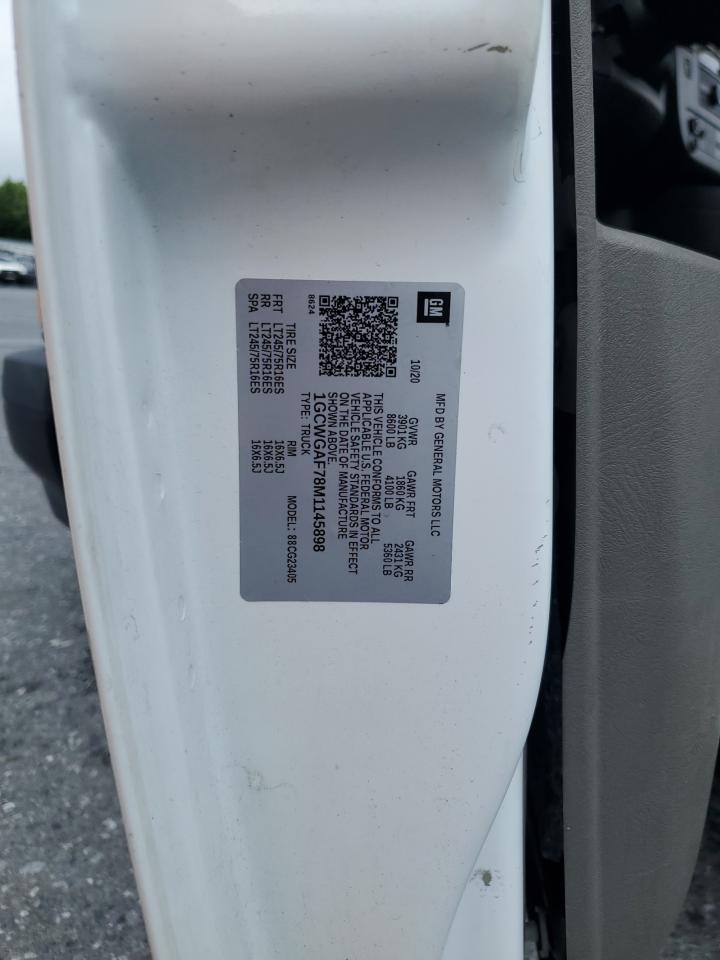 GM
MFD BY GENERAL MOTORS LLC
10/20 GVWR GAWR FRT GAWR RR
3901 KG 1860 KG 2431 KG
8600 LB 4100 LB 5360 LB
THIS VEHICLE CONFORMS TO ALL
APPLICABLE U.S. FEDERAL MOTOR
VEHICLE SAFETY STANDARDS IN EFFECT
ON THE DATE OF MANUFACTURE
SHOWN ABOVE.
1GCWGAF78M1145898
8624 TYPE: TRUCK MODEL: 88CG23405
TIRE SIZE RIM
FRT LT245/75R16ES 16X6.5J
RR LT245/75R16ES 16X6.5J
SPA LT245/75R16ES 16X6.5J